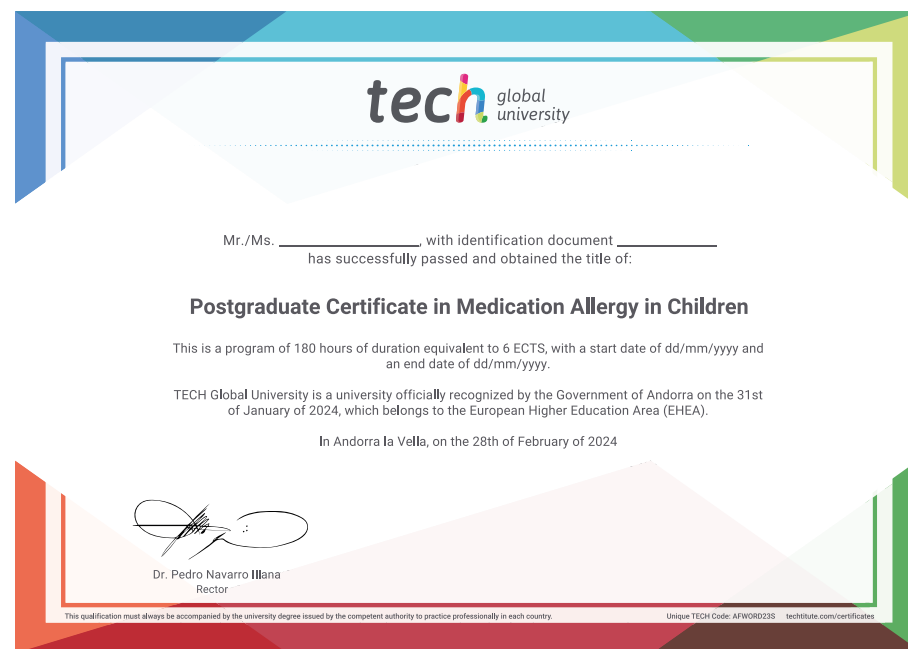 tech global university
Mr./Ms. , with identification document
has successfully passed and obtained the title of:
Postgraduate Certificate in Medication Allergy in Children
This is a program of 180 hours of duration equivalent to 6 ECTS, with a start date of dd/mm/yyyy and
an end date of dd/mm/yyyy.
TECH Global University is a university officially recognized by the Government of Andorra on the 31st
of January of 2024, which belongs to the European Higher Education Area (EHEA).
In Andorra la Vella, on the 28th of February of 2024
Dr. Pedro Navarro Illana
Rector
This qualification must always be accompanied by the university degree issued by the competent authority to practice professionally in each country.
Unique TECH Code: AFWORD23S techtitute.com/certificates